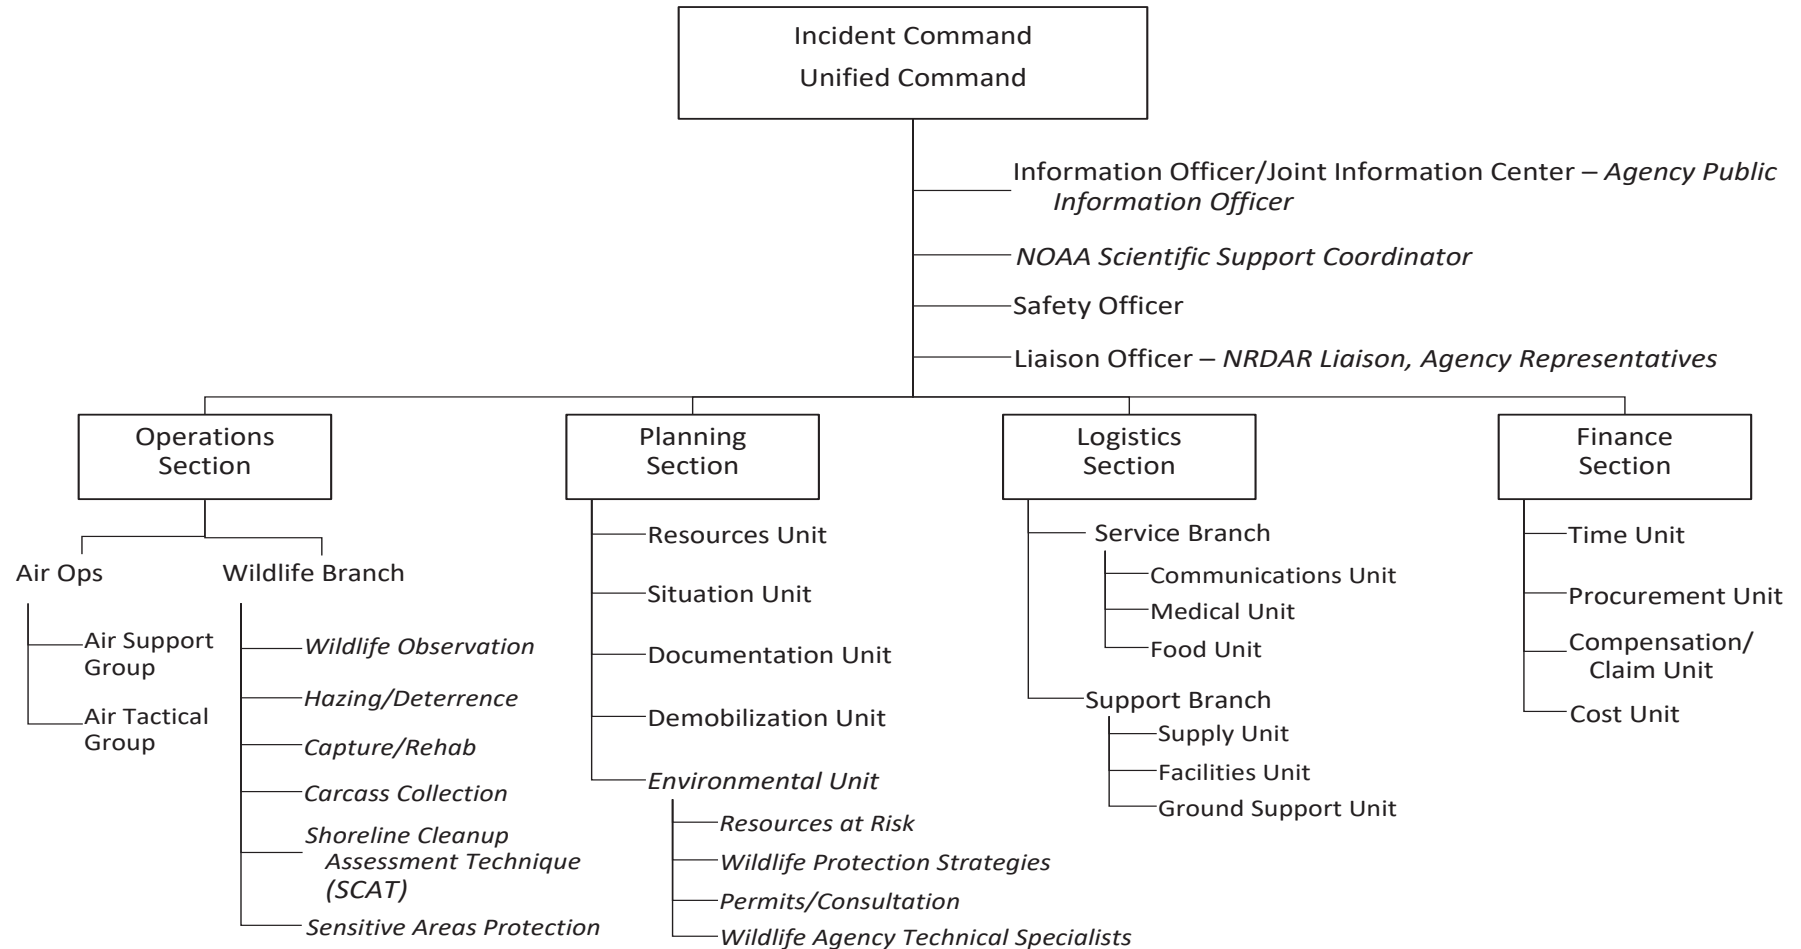 Incident Command
Unified Command
Information Officer/Joint Information Center – Agency Public
Information Officer
NOAA Scientific Support Coordinator
Safety Officer
Liaison Officer – NRDAR Liaison, Agency Representatives
Operations
Section
Air Ops
Air Support
Group
Air Tactical
Group
Wildlife Branch
Wildlife Observation
Hazing/Deterrence
Capture/Rehab
Carcass Collection
Shoreline Cleanup
Assessment Technique
(SCAT)
Sensitive Areas Protection
Planning
Section
Resources Unit
Situation Unit
Documentation Unit
Demobilization Unit
Environmental Unit
Resources at Risk
Wildlife Protection Strategies
Permits/Consultation
Wildlife Agency Technical Specialists
Logistics
Section
Service Branch
Communications Unit
Medical Unit
Food Unit
Support Branch
Supply Unit
Facilities Unit
Ground Support Unit
Finance
Section
Time Unit
Procurement Unit
Compensation/
Claim Unit
Cost Unit